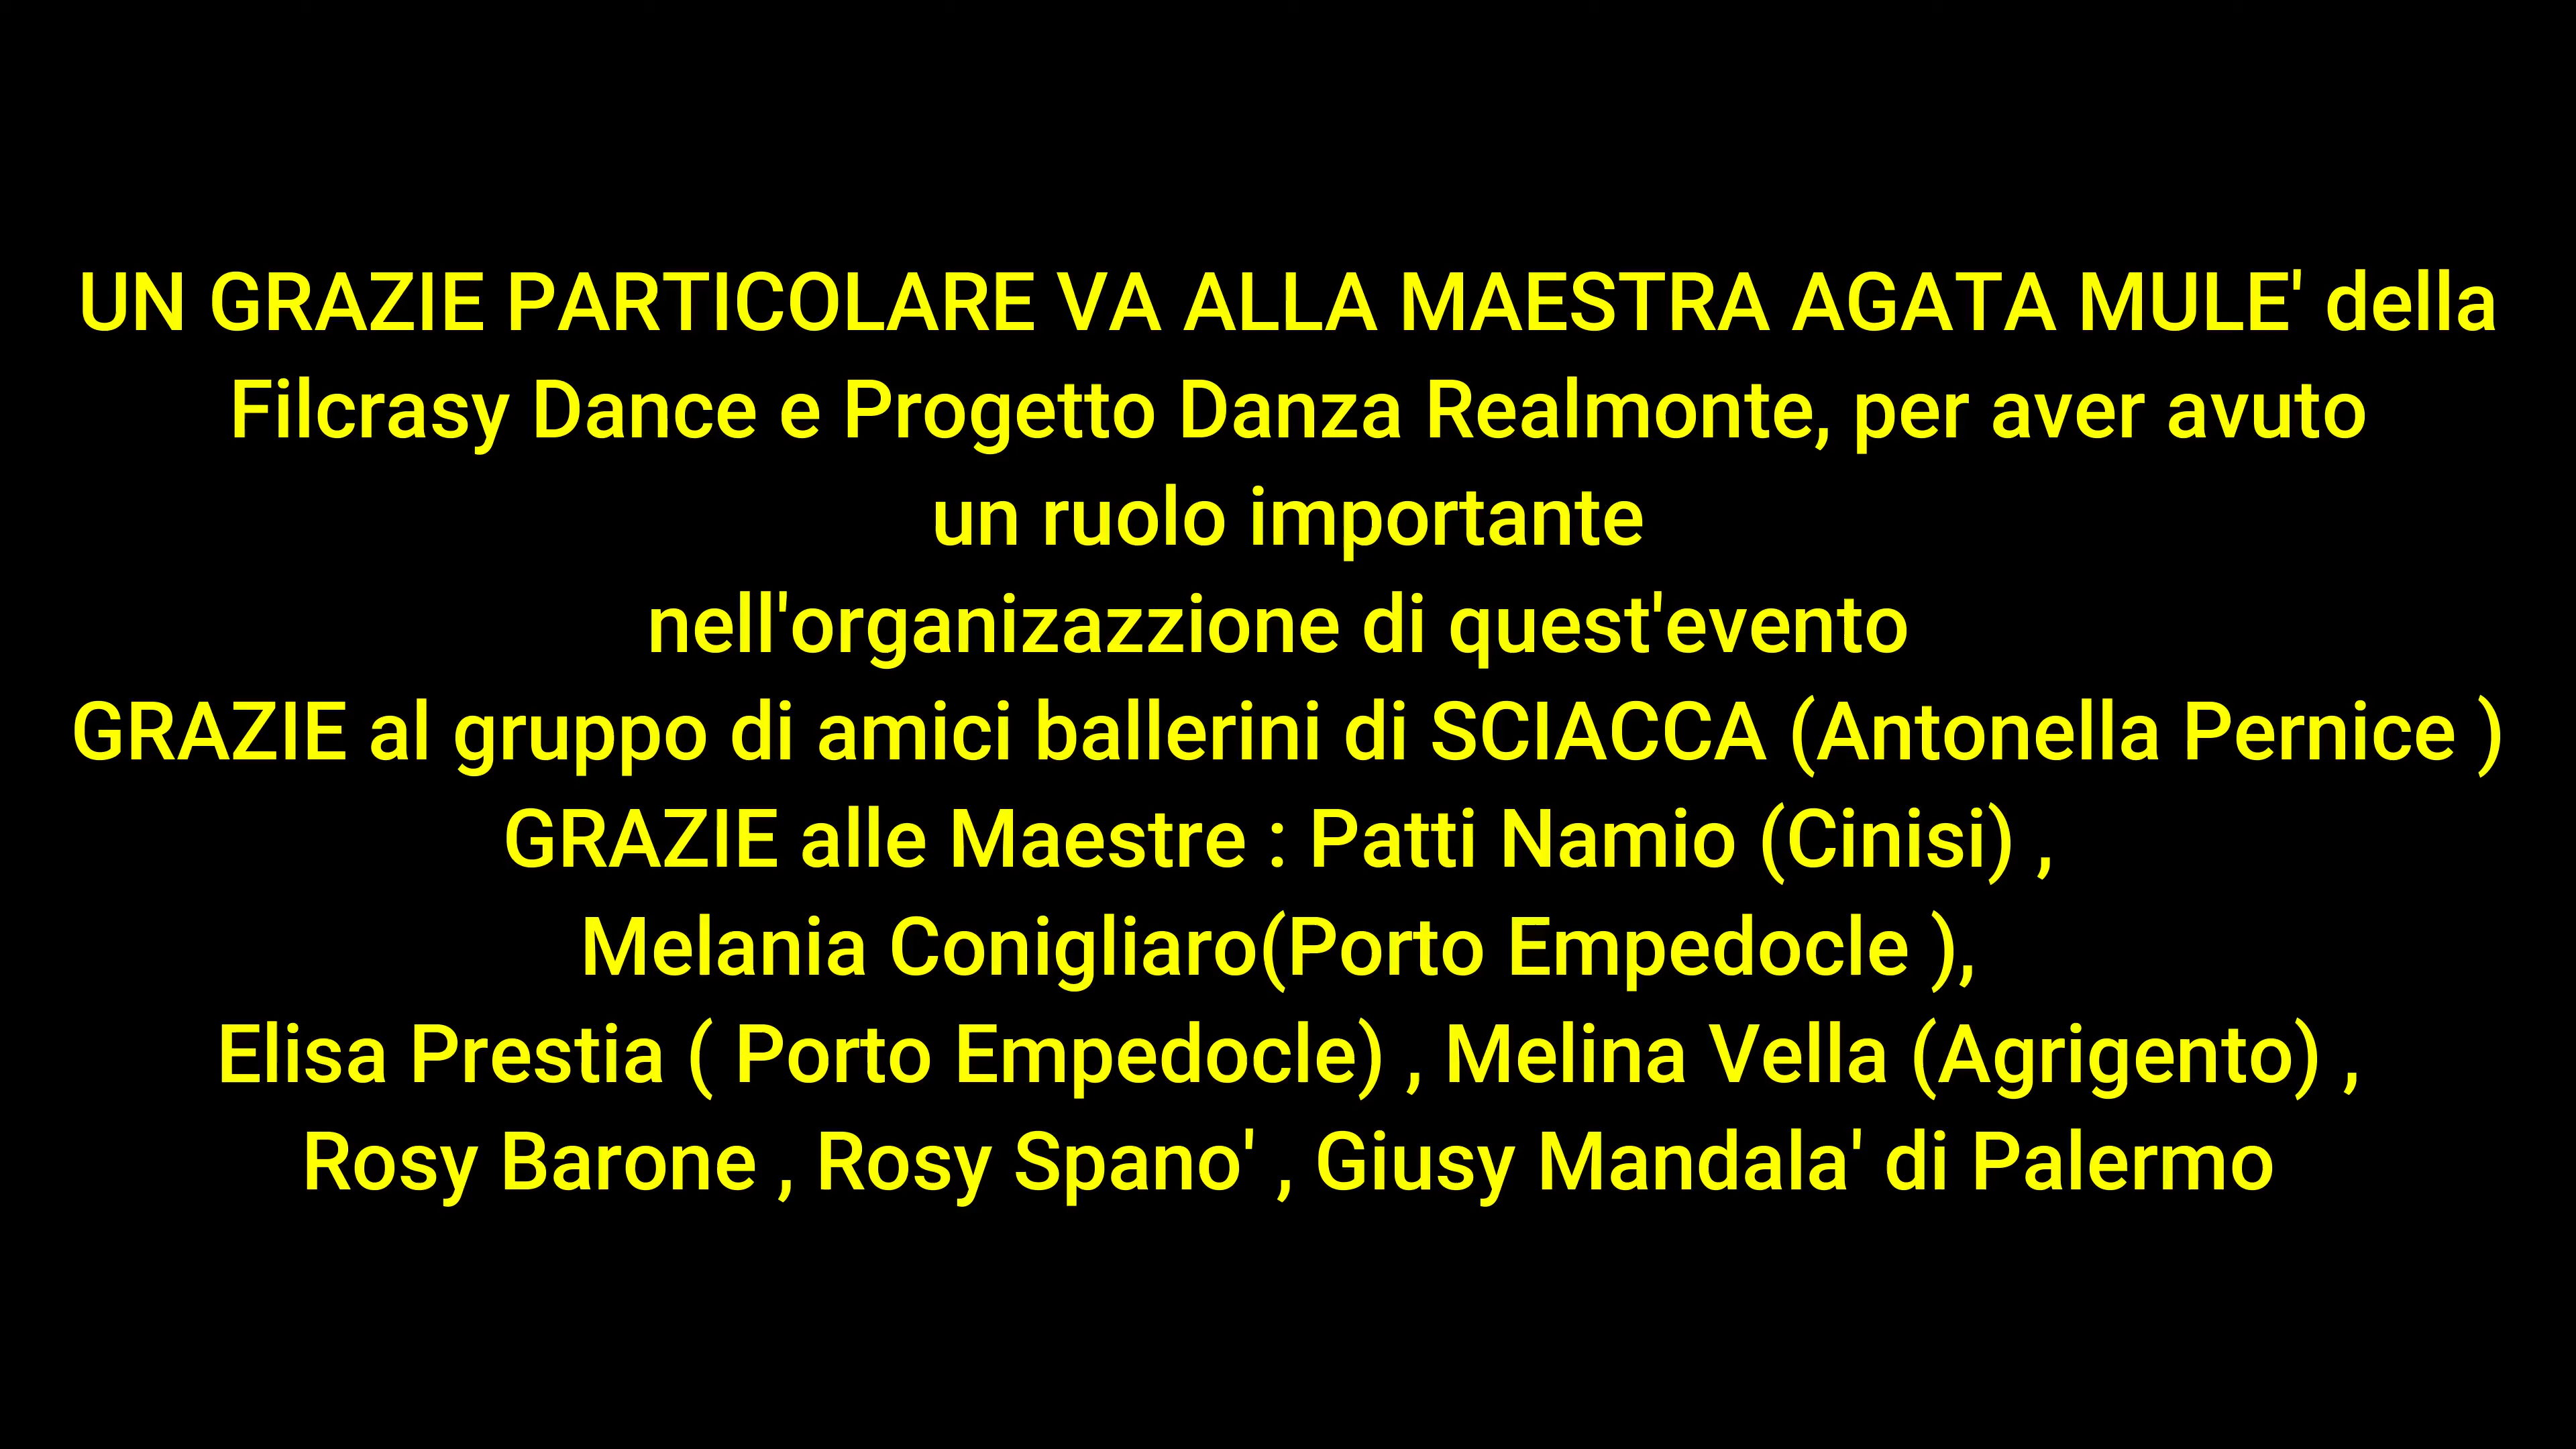 UN GRAZIE PARTICOLARE VA ALLA MAESTRA AGATA MULE' della
Filcrasy Dance e Progetto Danza Realmonte, per aver avuto
un ruolo importante
nell'organizazzione di quest'evento
GRAZIE al gruppo di amici ballerini di SCIACCA (Antonella Pernice )
GRAZIE alle Maestre : Patti Namio (Cinisi) ,
Melania Conigliaro(Porto Empedocle ),
Elisa Prestia ( Porto Empedocle) , Melina Vella (Agrigento) ,
Rosy Barone , Rosy Spano' , Giusy Mandala' di Palermo